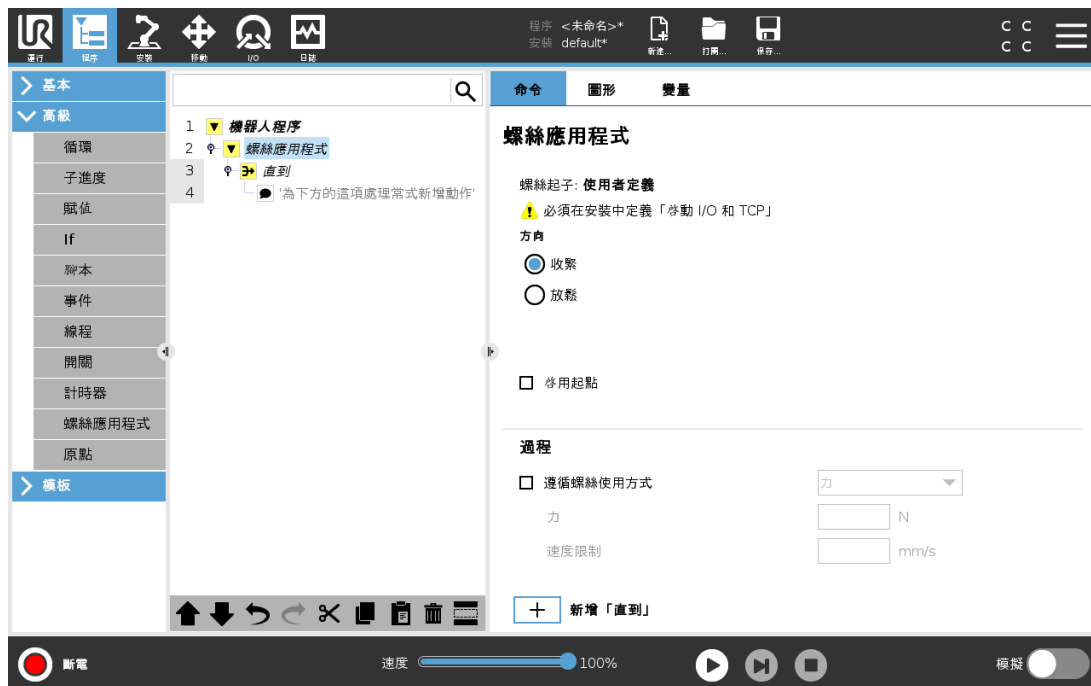 程序 <未命名>*
安裝 default*
運行
程序
安裝
移動
I/O
日誌
新建...
打開...
保存...
C C
C C
基本
高級
循環
子進度
賦值
If
腳本
事件
線程
開關
計時器
螺絲應用程式
原點
模板
1 機器人程序
2 螺絲應用程式
3 直到
4 '為下方的這項處理常式新增動作'
命令
圖形
變量
螺絲應用程式
螺絲起子: 使用者定義
必須在安裝中定義「啓動 I/O 和 TCP」
方向
收緊
放鬆
啓用起點
過程
遵循螺絲使用方式
力
力
N
速度限制
mm/s
新增「直到」
斷電
速度
100%
模擬